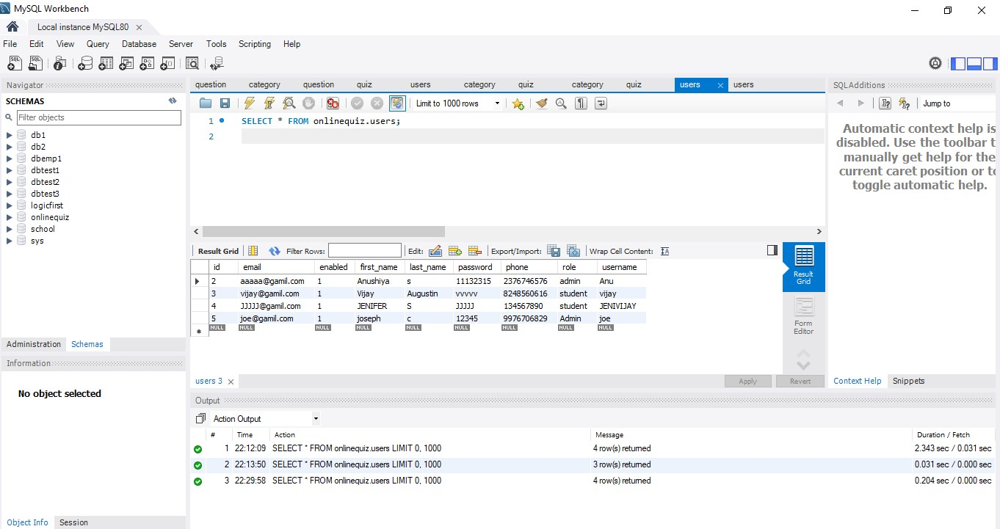 MySQL Workbench
Local instance MySQL80
File Edit View Query Database Server Tools Scripting Help
Navigator
SCHEMAS
Filter objects
db1
db2
dbemp1
dbtest1
dbtest2
dbtest3
logicfirst
onlinequiz
school
sys
Administration Schemas
Information
No object selected
Object Info Session
question category question quiz users category quiz category quiz users users
Limit to 1000 rows
1 SELECT * FROM onlinequiz.users;
2
Result Grid Filter Rows: Edit: Export/Import: Wrap Cell Content:
id email enabled first_name last_name password phone role username
2 aaaaa@gamil.com 1 Anushiya s 11132315 2376746576 admin Anu
3 vijay@gamil.com 1 Vijay Augustin vvvvv 8248560616 student vijay
4 JJJJJ@gamil.com 1 JENIFER S JJJJJ 134567890 student JENIVIJAY
5 joe@gamil.com 1 joseph c 12345 9976706829 Admin joe
NULL NULL NULL NULL NULL NULL NULL NULL NULL
Result
Grid
Form
Editor
users 3 Apply Revert
SQLAdditions
Jump to
Automatic context help is
disabled. Use the toolbar t
manually get help for the
current caret position or to
toggle automatic help.
Context Help Snippets
Output
Action Output
# Time Action Message Duration / Fetch
1 22:12:09 SELECT * FROM onlinequiz.users LIMIT 0, 1000 4 row(s) returned 2.343 sec / 0.031 sec
2 22:13:50 SELECT * FROM onlinequiz.users LIMIT 0, 1000 3 row(s) returned 0.031 sec / 0.000 sec
3 22:29:58 SELECT * FROM onlinequiz.users LIMIT 0, 1000 4 row(s) returned 0.204 sec / 0.000 sec